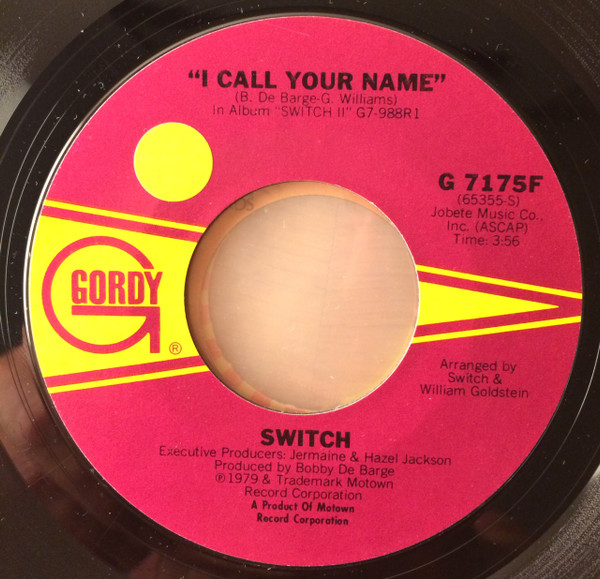 "I CALL YOUR NAME"
(B. De Barge-G. Williams)
in Album "SWITCH II" G7-988R1
G 7175F
(65355-S)
Jobete Music Co.,
Inc. (ASCAP)
Time: 3:56
GORDY
G
®
Arranged by
Switch &
William Goldstein
SWITCH
Executive Producers: Jermaine & Hazel Jackson
Produced by Bobby De Barge
℗ 1979 & Trademark Motown
Record Corporation
A Product Of Motown
Record Corporation